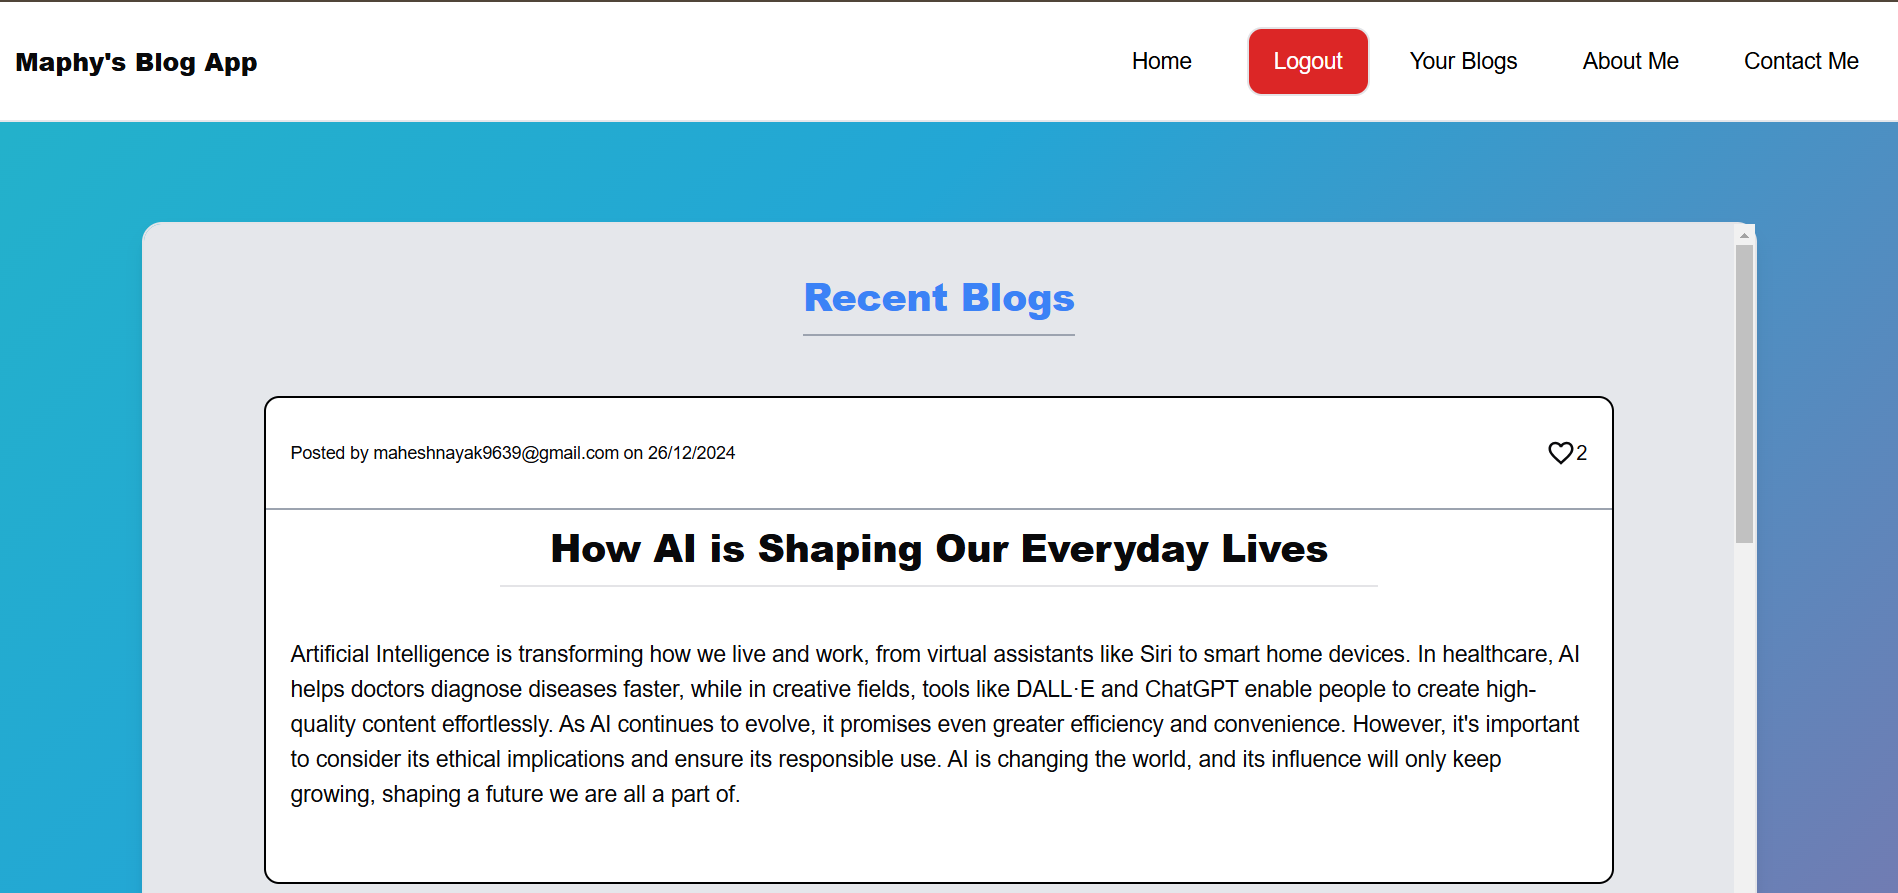 Maphy's Blog App
Home
Logout
Your Blogs
About Me
Contact Me
Recent Blogs
Posted by maheshnayak9639@gmail.com on 26/12/2024
2
How AI is Shaping Our Everyday Lives
Artificial Intelligence is transforming how we live and work, from virtual assistants like Siri to smart home devices. In healthcare, AI
helps doctors diagnose diseases faster, while in creative fields, tools like DALL·E and ChatGPT enable people to create high-
quality content effortlessly. As AI continues to evolve, it promises even greater efficiency and convenience. However, it's important
to consider its ethical implications and ensure its responsible use. AI is changing the world, and its influence will only keep
growing, shaping a future we are all a part of.